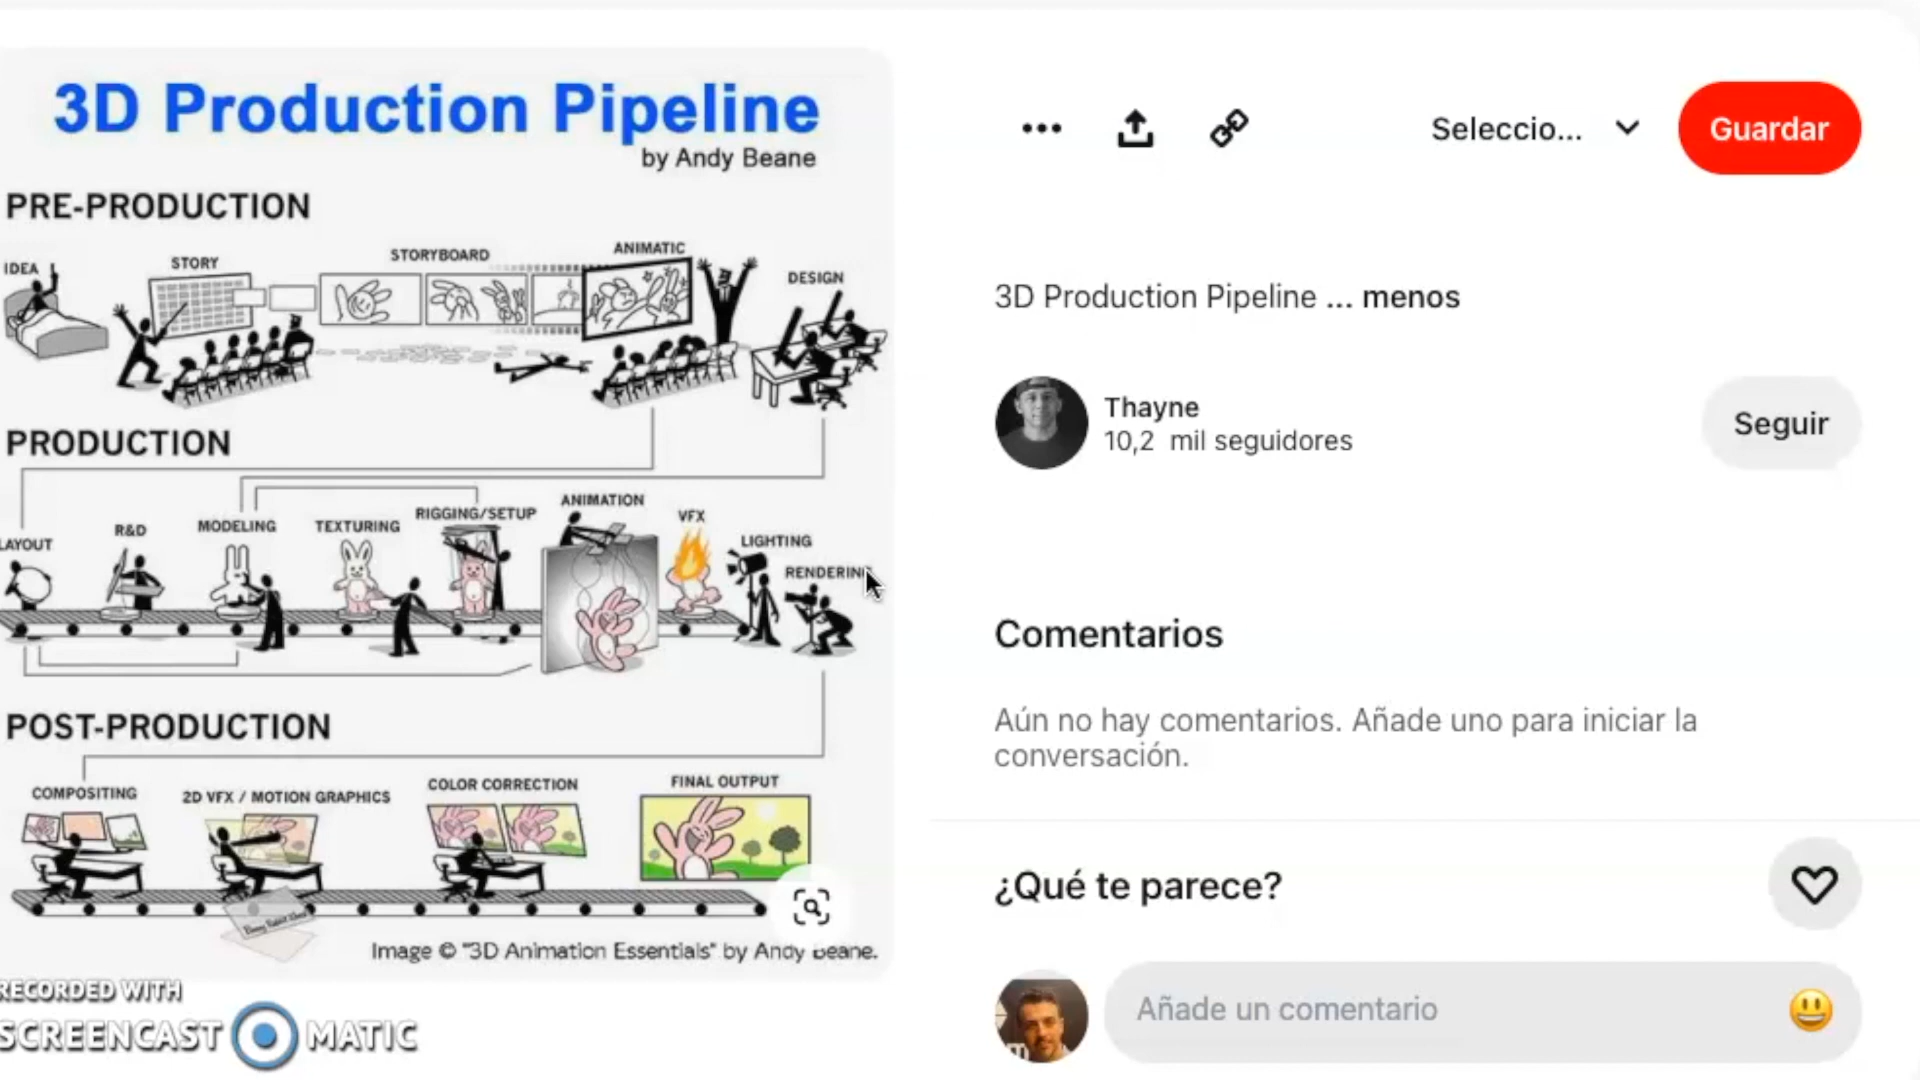 3D Production Pipeline
by Andy Beane
PRE-PRODUCTION
IDEA
STORY
STORYBOARD
ANIMATIC
DESIGN
PRODUCTION
LAYOUT
R&D
MODELING
TEXTURING
RIGGING/SETUP
ANIMATION
VFX
LIGHTING
RENDERING
POST-PRODUCTION
COMPOSITING
2D VFX / MOTION GRAPHICS
COLOR CORRECTION
FINAL OUTPUT
Image © "3D Animation Essentials" by Andy Beane.
RECORDED WITH
SCREENCAST MATIC
Seleccio...
Guardar
3D Production Pipeline ... menos
Thayne
10,2 mil seguidores
Seguir
Comentarios
Aún no hay comentarios. Añade uno para iniciar la
conversación.
¿Qué te parece?
Añade un comentario